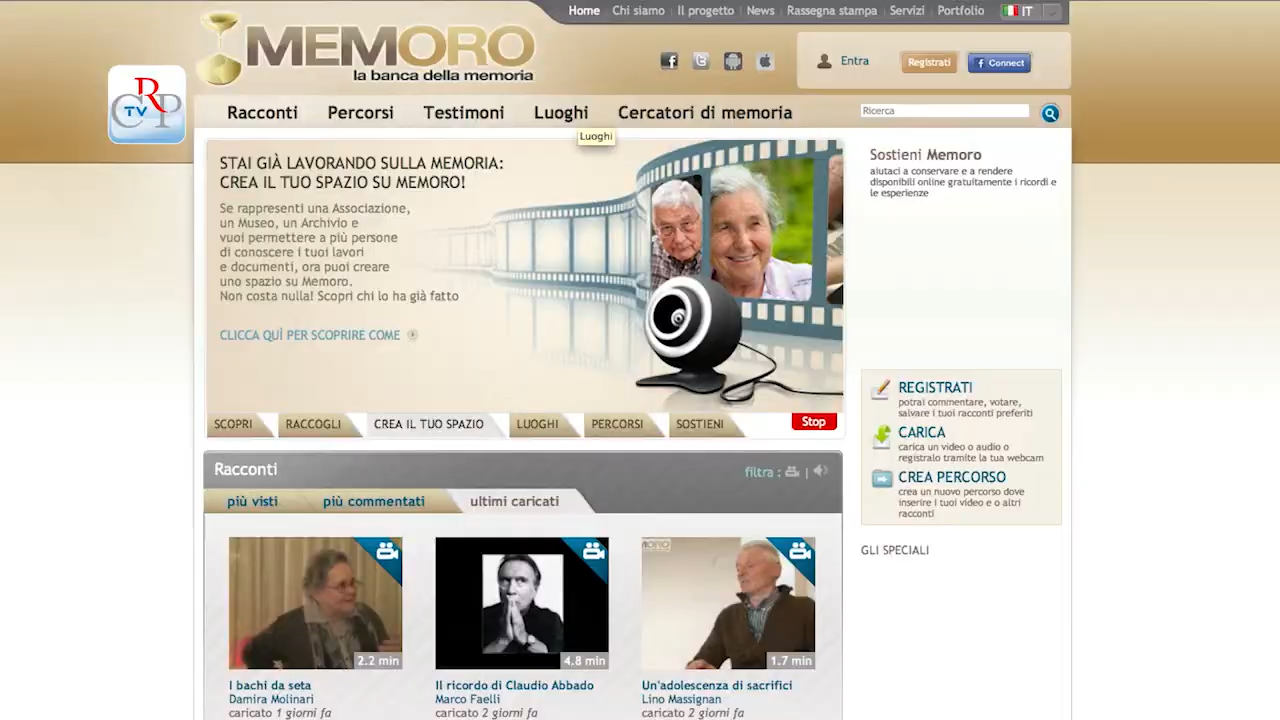 Home Chi siamo Il progetto News Rassegna stampa Servizi Portfolio IT
MEMORO
la banca della memoria
Entra
Registrati
f Connect
CRP
TV
Racconti Percorsi Testimoni Luoghi Cercatori di memoria
Ricerca
Luoghi
STAI GIÀ LAVORANDO SULLA MEMORIA:
CREA IL TUO SPAZIO SU MEMORO!
Se rappresenti una Associazione,
un Museo, un Archivio e
vuoi permettere a più persone
di conoscere i tuoi lavori
e documenti, ora puoi creare
uno spazio su Memoro.
Non costa nulla! Scopri chi lo ha già fatto
CLICCA QUÌ PER SCOPRIRE COME
SCOPRI RACCOGLI CREA IL TUO SPAZIO LUOGHI PERCORSI SOSTIENI Stop
Sostieni Memoro
aiutaci a conservare e a rendere
disponibili online gratuitamente i ricordi e
le esperienze
REGISTRATI
potrai commentare, votare,
salvare i tuoi racconti preferiti
CARICA
carica un video o audio o
registralo tramite la tua webcam
CREA PERCORSO
crea un nuovo percorso dove
inserire i tuoi video e o altri
racconti
GLI SPECIALI
Racconti
filtra : |
più visti più commentati ultimi caricati
2.2 min
4.8 min
1.7 min
I bachi da seta
Damira Molinari
caricato 1 giorni fa
Il ricordo di Claudio Abbado
Marco Faelli
caricato 2 giorni fa
Un'adolescenza di sacrifici
Lino Massignan
caricato 2 giorni fa